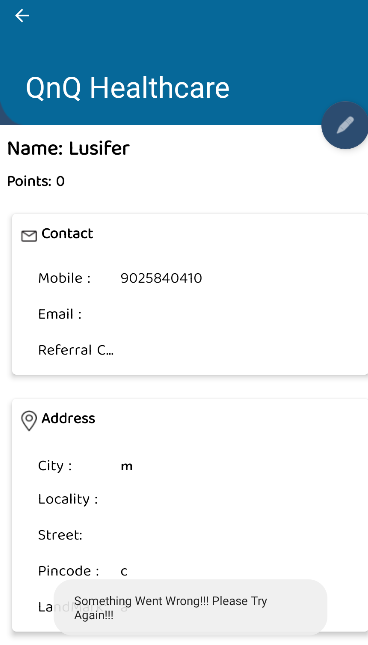 QnQ Healthcare
Name: Lusifer
Points: 0
Contact
Mobile : 9025840410
Email :
Referral C...
Address
City : m
Locality :
Street:
Pincode : c
Something Went Wrong!!! Please Try
Again!!!